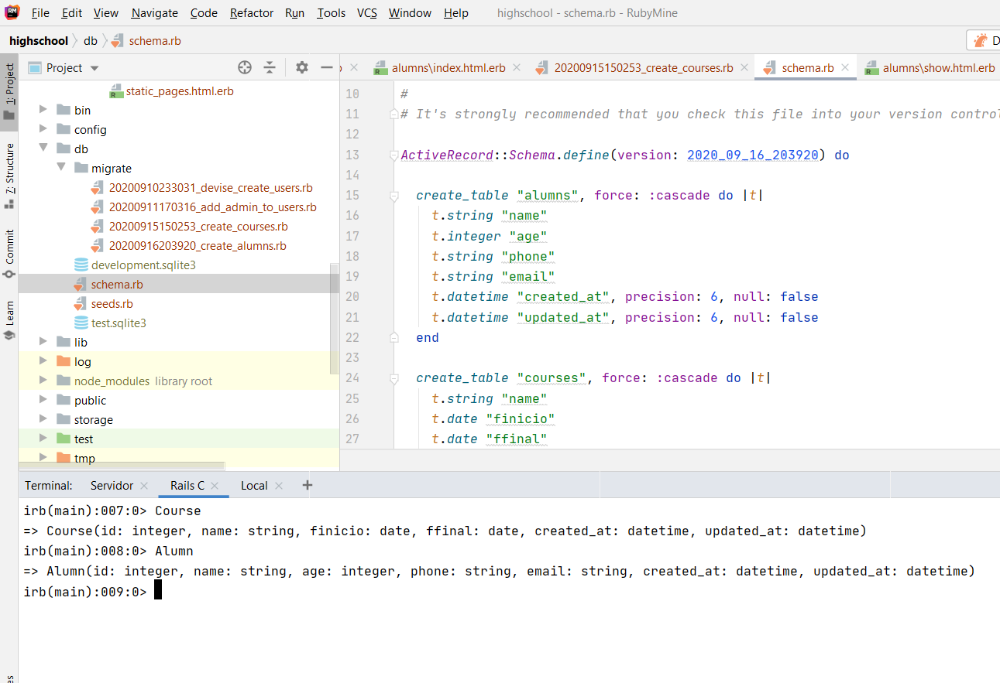 File Edit View Navigate Code Refactor Run Tools VCS Window Help highschool - schema.rb - RubyMine
highschool db schema.rb
Project alumns\index.html.erb 20200915150253_create_courses.rb schema.rb alumns\show.html.erb
1: Project
7: Structure
Commit
Learn
static_pages.html.erb
bin
config
db
migrate
20200910233031_devise_create_users.rb
20200911170316_add_admin_to_users.rb
20200915150253_create_courses.rb
20200916203920_create_alumns.rb
development.sqlite3
schema.rb
seeds.rb
test.sqlite3
lib
log
node_modules library root
public
storage
test
tmp
10 #
11 # It's strongly recommended that you check this file into your version control
12
13 ActiveRecord::Schema.define(version: 2020_09_16_203920) do
14
15 create_table "alumns", force: :cascade do |t|
16 t.string "name"
17 t.integer "age"
18 t.string "phone"
19 t.string "email"
20 t.datetime "created_at", precision: 6, null: false
21 t.datetime "updated_at", precision: 6, null: false
22 end
23
24 create_table "courses", force: :cascade do |t|
25 t.string "name"
26 t.date "finicio"
27 t.date "ffinal"
Terminal: Servidor Rails C Local +
irb(main):007:0> Course
=> Course(id: integer, name: string, finicio: date, ffinal: date, created_at: datetime, updated_at: datetime)
irb(main):008:0> Alumn
=> Alumn(id: integer, name: string, age: integer, phone: string, email: string, created_at: datetime, updated_at: datetime)
irb(main):009:0>